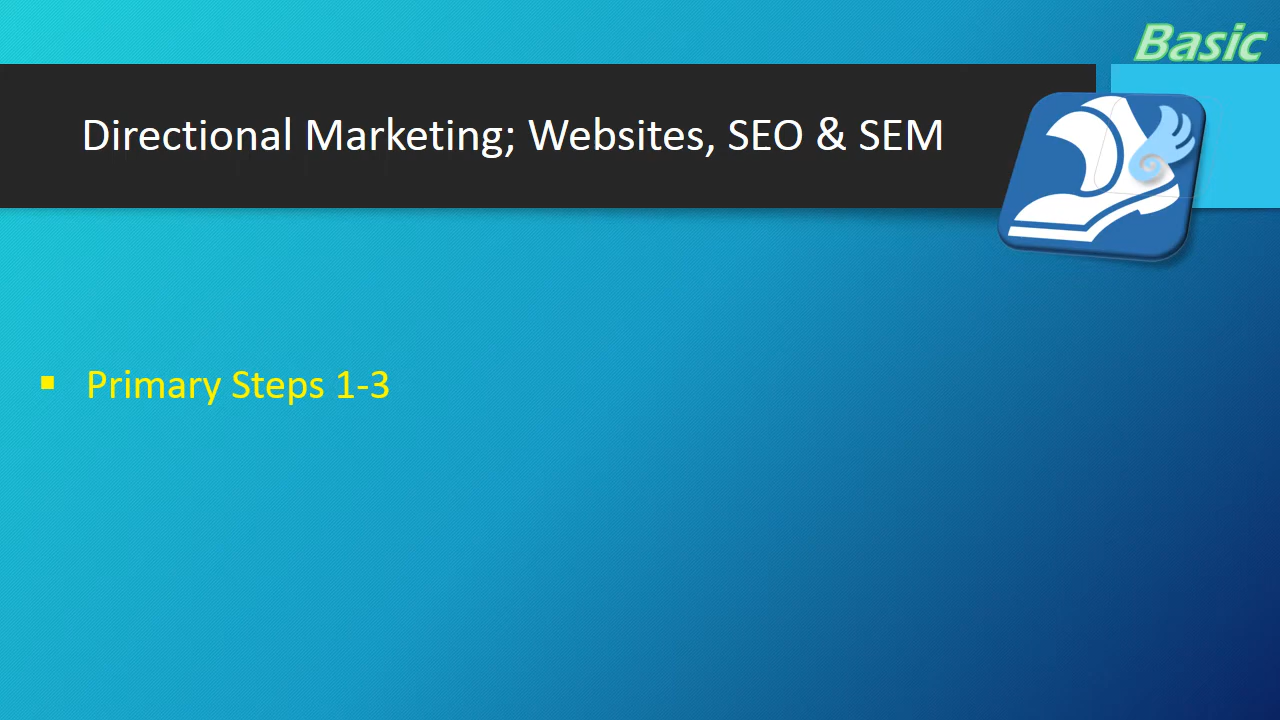 Basic
Directional Marketing; Websites, SEO & SEM
Primary Steps 1-3